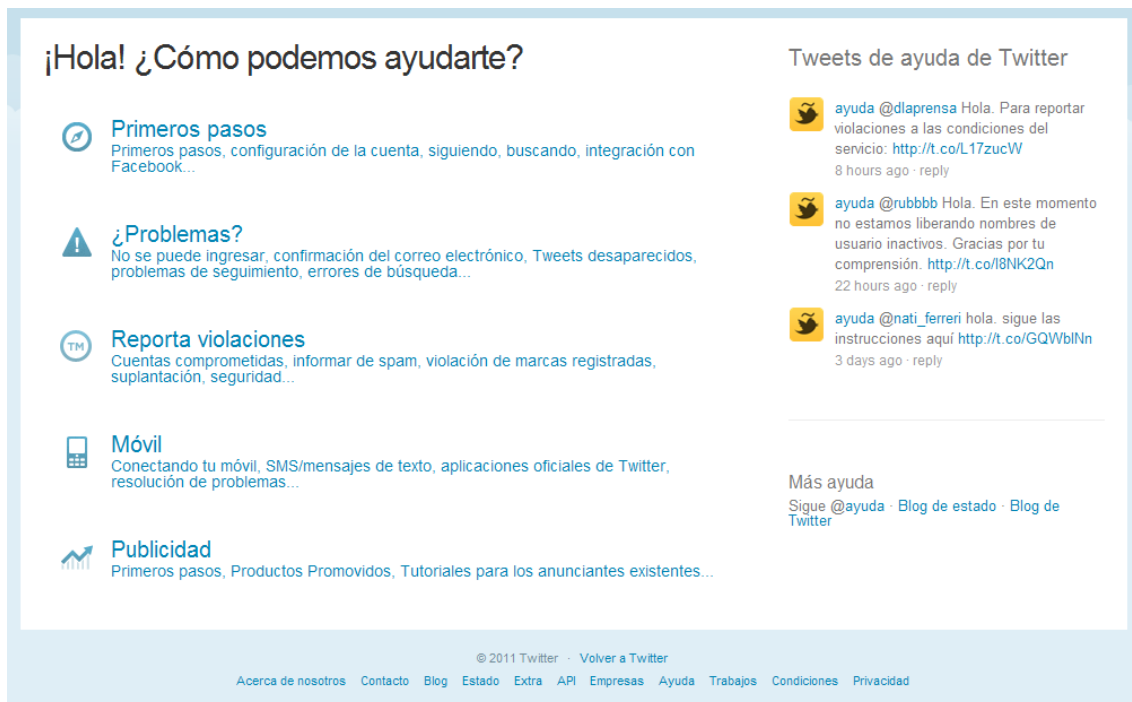 ¡Hola! ¿Cómo podemos ayudarte?
Primeros pasos
Primeros pasos, configuración de la cuenta, siguiendo, buscando, integración con
Facebook...
¿Problemas?
No se puede ingresar, confirmación del correo electrónico, Tweets desaparecidos,
problemas de seguimiento, errores de búsqueda...
TM
Reporta violaciones
Cuentas comprometidas, informar de spam, violación de marcas registradas,
suplantación, seguridad...
Móvil
Conectando tu móvil, SMS/mensajes de texto, aplicaciones oficiales de Twitter,
resolución de problemas...
Publicidad
Primeros pasos, Productos Promovidos, Tutoriales para los anunciantes existentes...
Tweets de ayuda de Twitter
ayuda @dlaprensa Hola. Para reportar
violaciones a las condiciones del
servicio: http://t.co/L17zucW
8 hours ago · reply
ayuda @rubbbb Hola. En este momento
no estamos liberando nombres de
usuario inactivos. Gracias por tu
comprensión. http://t.co/I8NK2Qn
22 hours ago · reply
ayuda @nati_ferreri hola. sigue las
instrucciones aquí http://t.co/GQWblNn
3 days ago · reply
Más ayuda
Sigue @ayuda · Blog de estado · Blog de
Twitter
© 2011 Twitter · Volver a Twitter
Acerca de nosotros Contacto Blog Estado Extra API Empresas Ayuda Trabajos Condiciones Privacidad